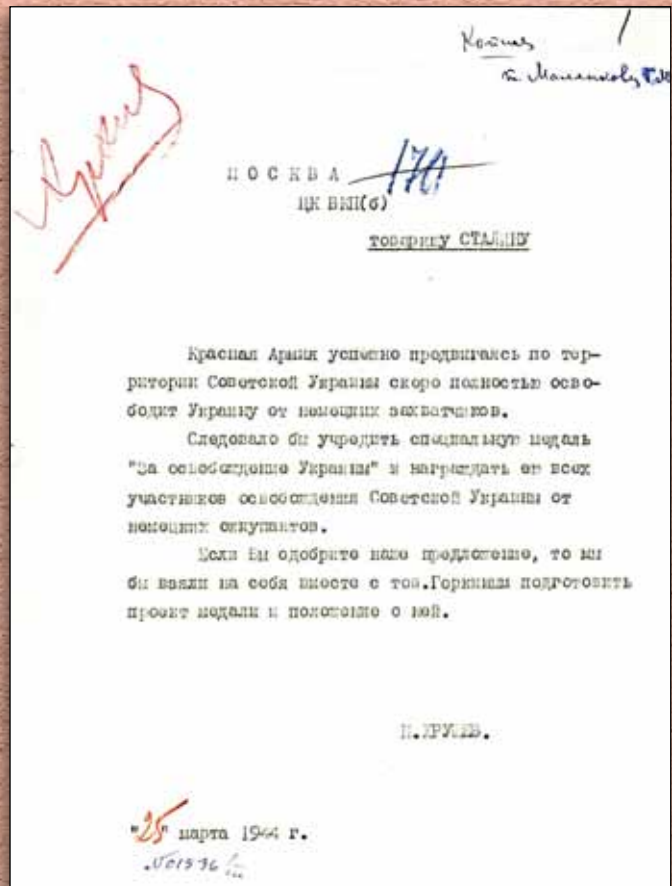 Копия
т. Маленкову Г.М.
МОСКВА 170
ЦК ВКП(б)
товарищу СТАЛИНУ
Красная Армия успешно продвигаясь по тер-
ритории Советской Украины скоро полностью осво-
бодит Украину от немецких захватчиков.
Следовало бы учредить специальную медаль
"За освобождение Украины" и награждать ею всех
участников освобождения Советской Украины от
немецких оккупантов.
Если Вы одобрите наше предложение, то мы
бы взяли на себя вместе с тов.Горкиным подготовить
проект медали и положение о ней.
Н.ХРУЩЕВ.
"25" марта 1944 г.